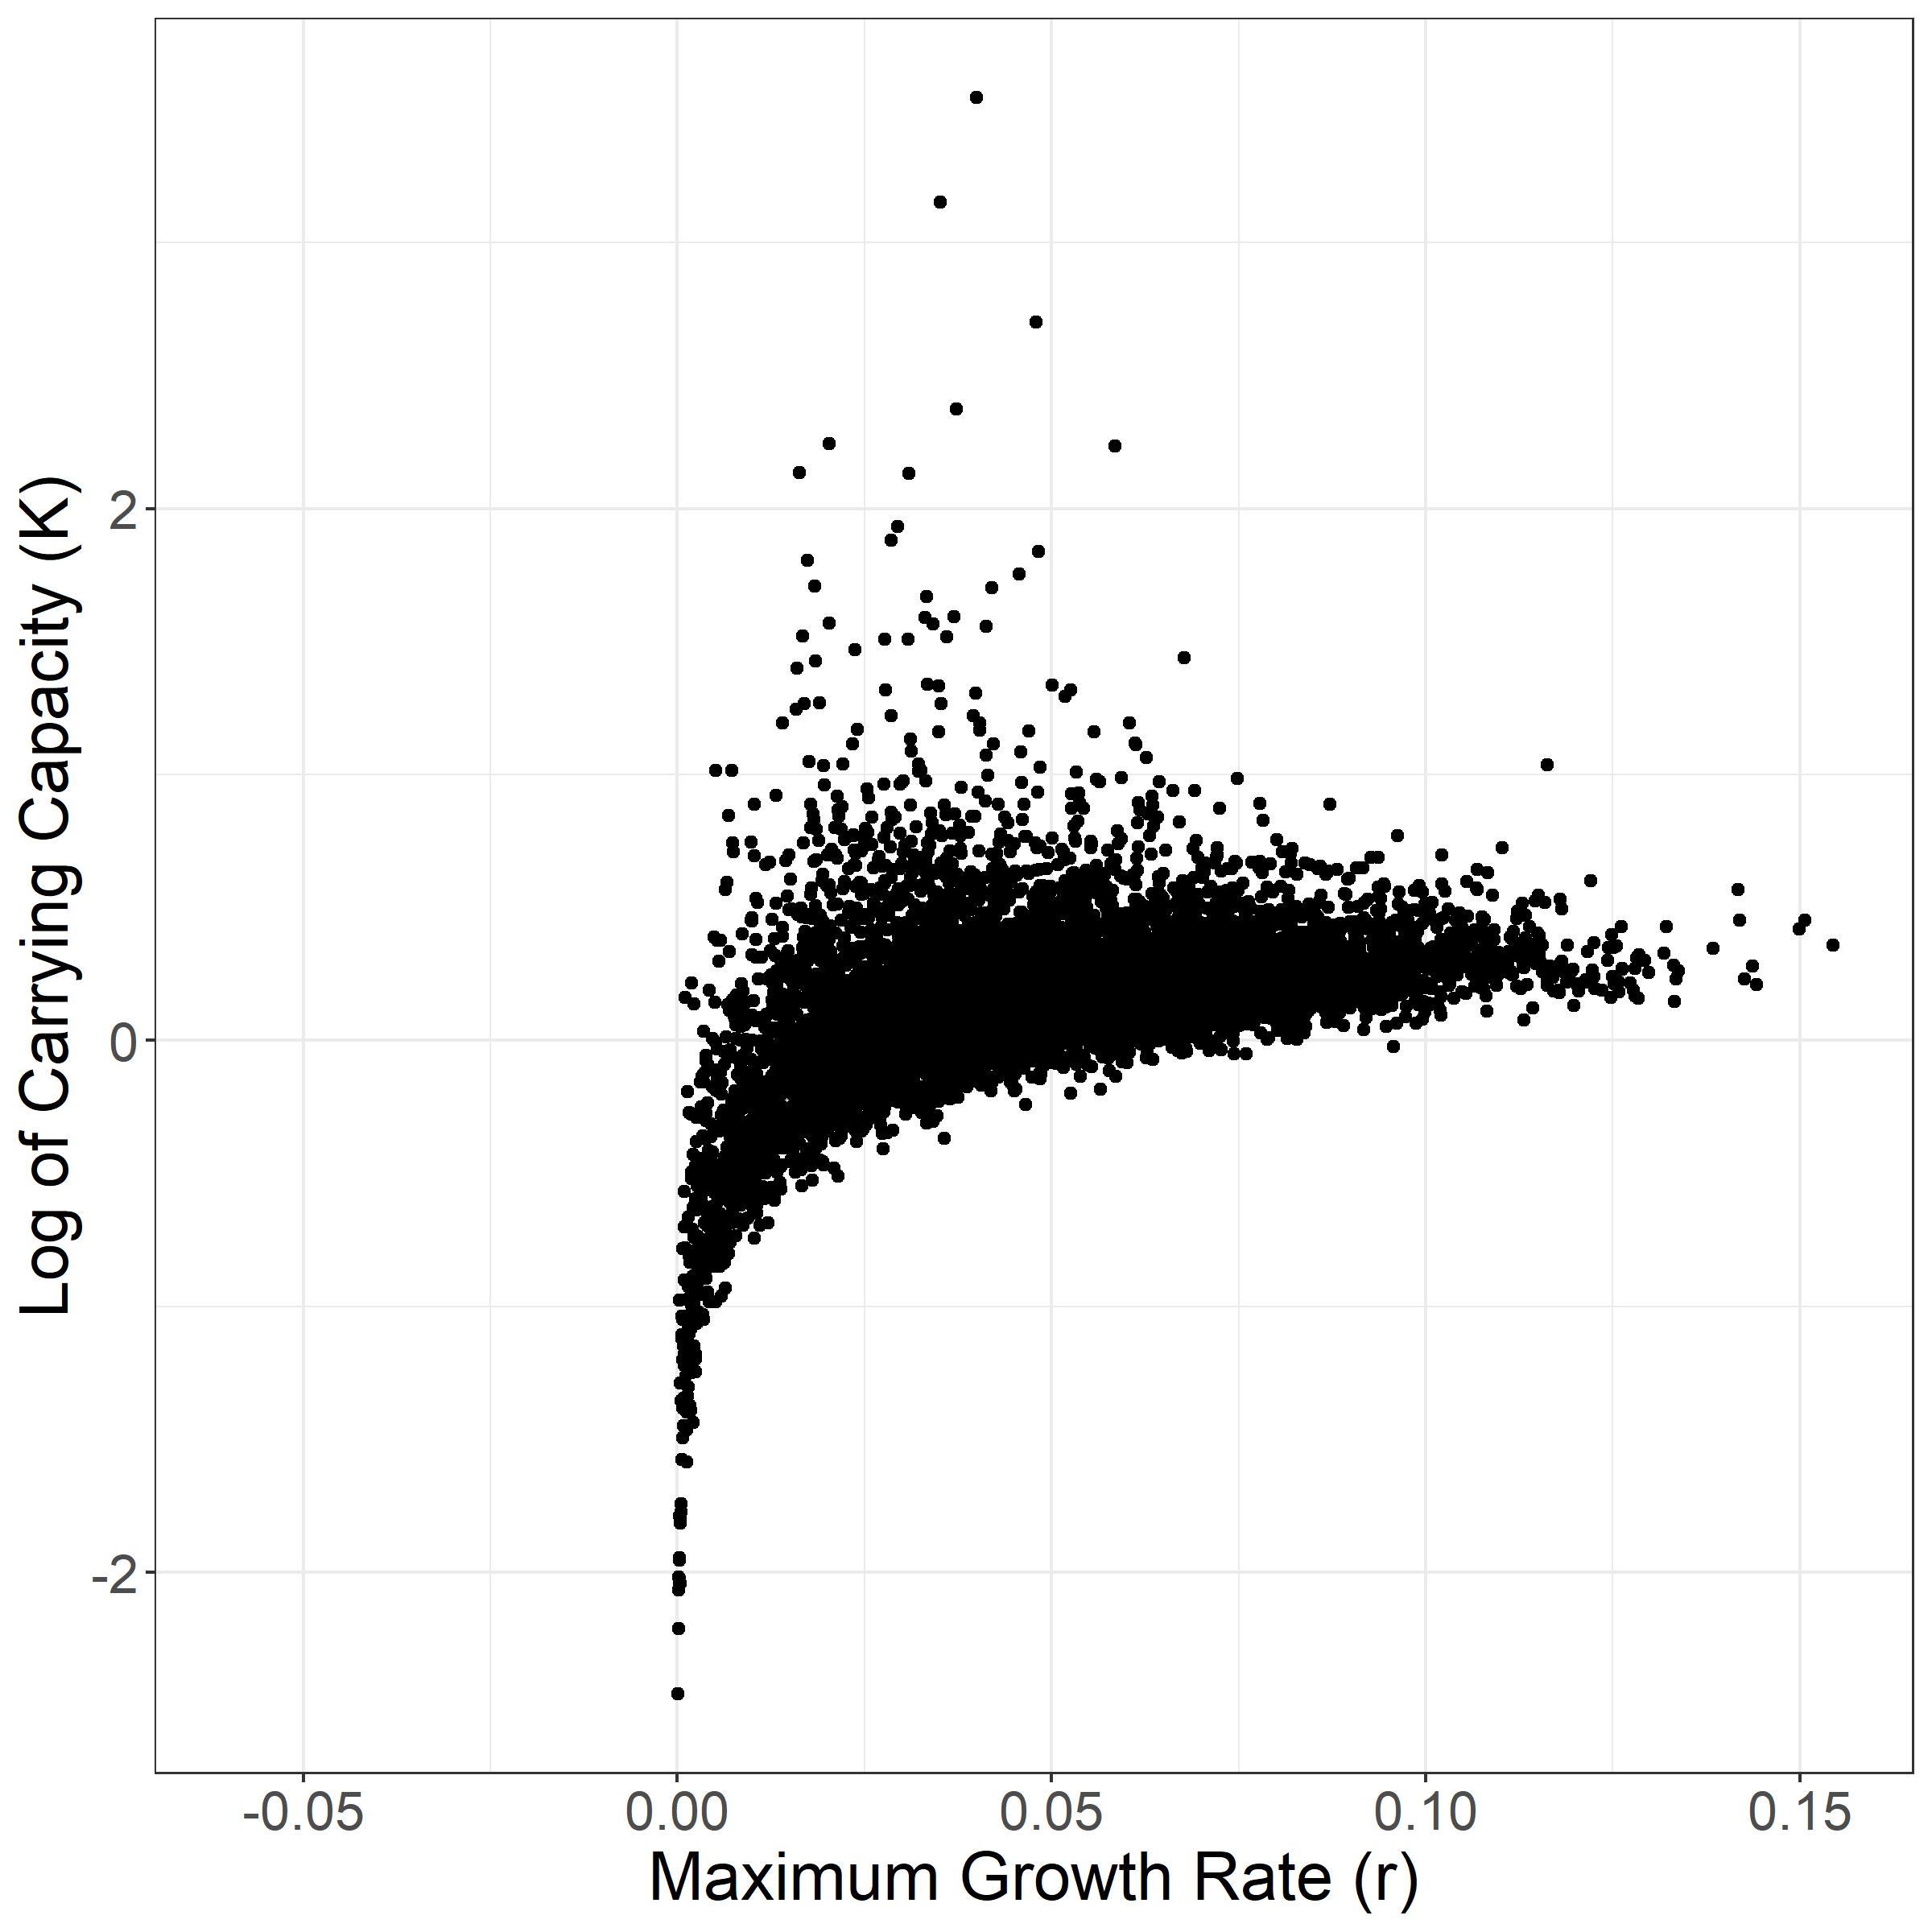 Log of Carrying Capacity (K)
2
0
-2
-0.05 0.00 0.05 0.10 0.15
Maximum Growth Rate (r)